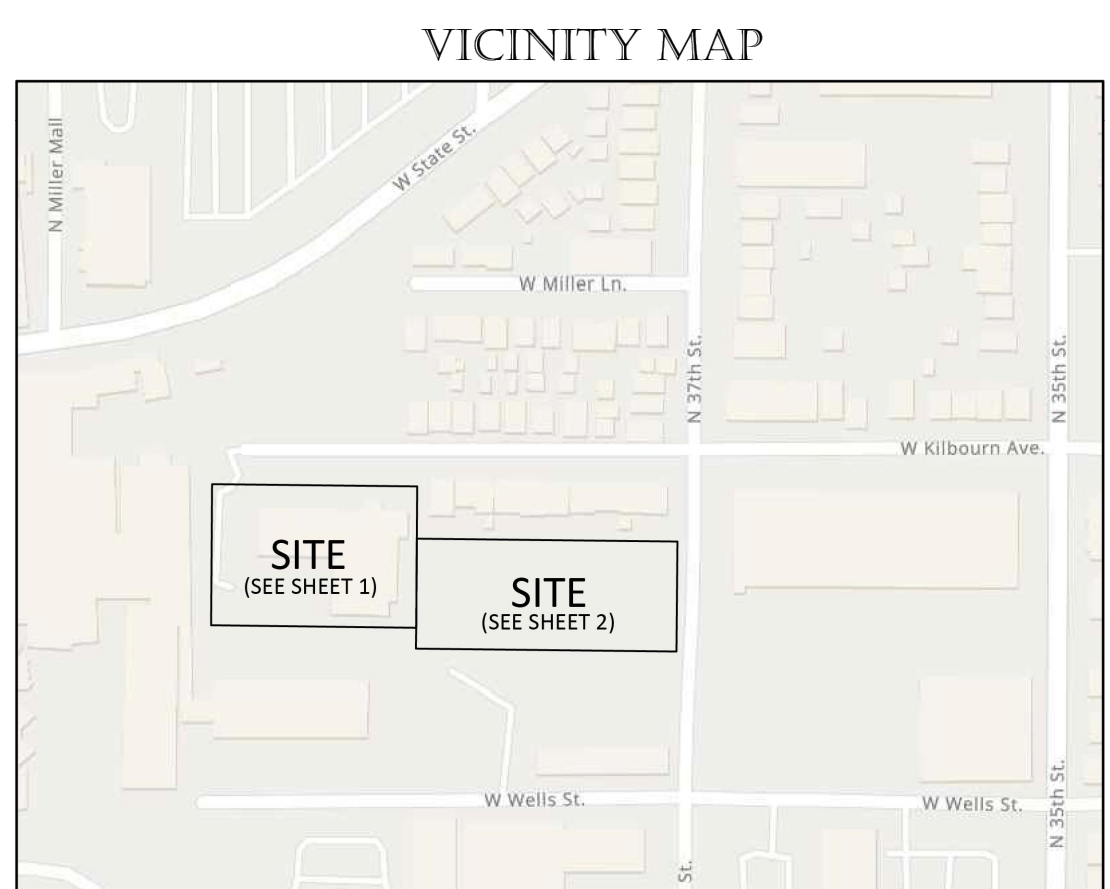 VICINITY MAP
N Miller Mall
W State St.
W Miller Ln.
N 37th St.
N 35th St.
W Kilbourn Ave.
SITE
(SEE SHEET 1)
SITE
(SEE SHEET 2)
W Wells St.
W Wells St.
N 35th St.
St.